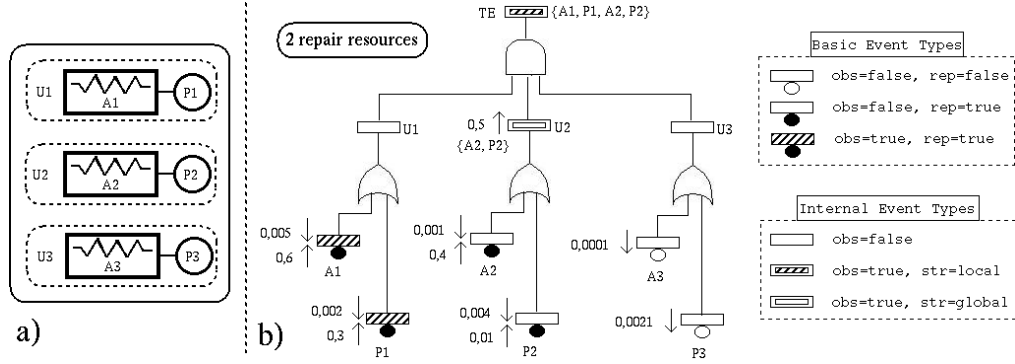 a)
U1
A1
P1
U2
A2
P2
U3
A3
P3
b)
2 repair resources
TE
{A1, P1, A2, P2}
U1
0,5
U2
{A2, P2}
U3
0,005
0,6
A1
0,001
0,4
A2
0,0001
A3
0,002
0,3
P1
0,004
0,01
P2
0,0021
P3
Basic Event Types
obs=false, rep=false
obs=false, rep=true
obs=true, rep=true
Internal Event Types
obs=false
obs=true, str=local
obs=true, str=global